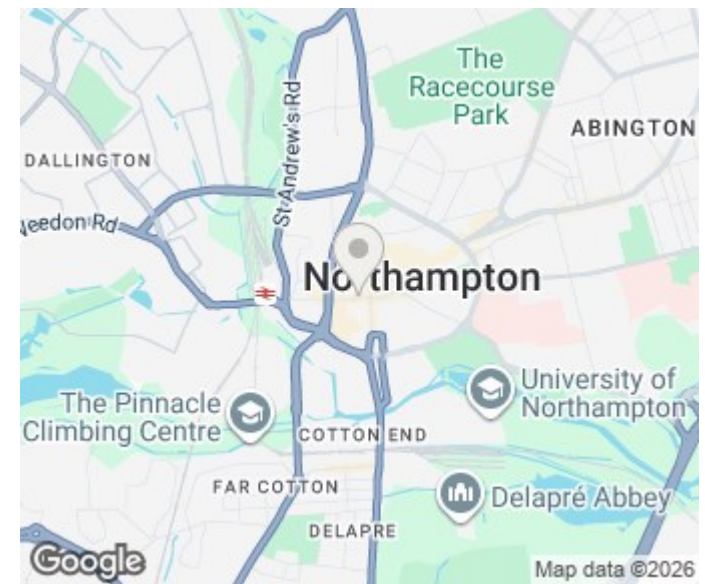 The
Racecourse
Park
ABINGTON
DALLINGTON
St Andrew's Rd
Weedon Rd
Northampton
The Pinnacle
Climbing Centre
University of
Northampton
COTTON END
FAR COTTON
Delapré Abbey
DELAPRE
Google
Map data ©2026